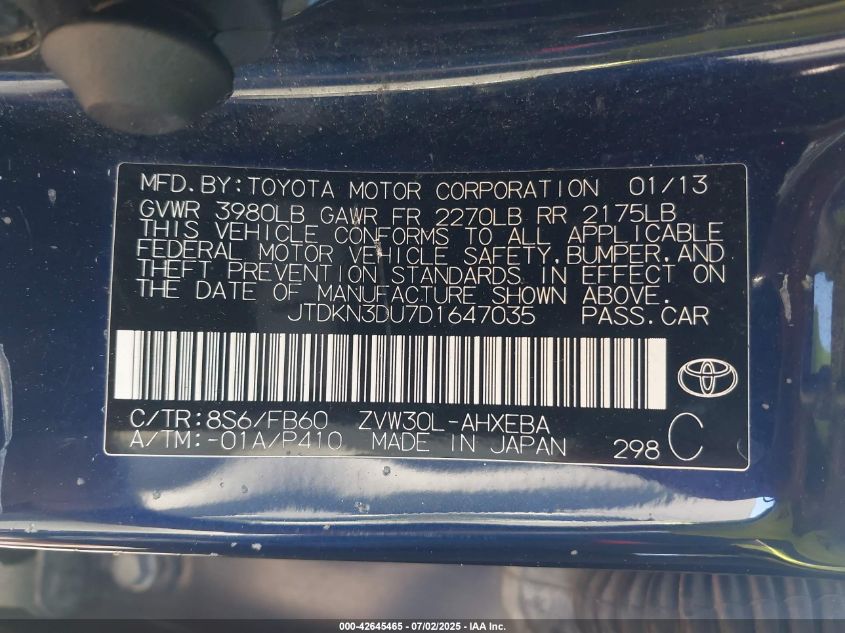 MFD.BY:TOYOTA MOTOR CORPORATION 01/13
GVWR 3980LB GAWR FR 2270LB RR 2175LB
THIS VEHICLE CONFORMS TO ALL APPLICABLE
FEDERAL MOTOR VEHICLE SAFETY,BUMPER,AND
THEFT PREVENTION STANDARDS IN EFFECT ON
THE DATE OF MANUFACTURE SHOWN ABOVE.
JTDKN3DU7D1647035 PASS.CAR
C/TR:8S6/FB60 ZVW30L-AHXEBA
A/TM:-01A/P410 MADE IN JAPAN 298 C
000-42645465 - 07/02/2025 - IAA Inc.